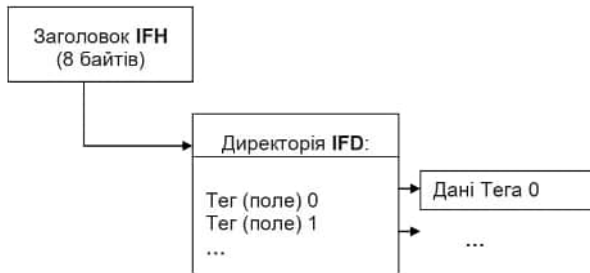 Заголовок IFH
(8 байтів)
Директорія IFD:
Тег (поле) 0
Тег (поле) 1
...
Дані Тега 0
...